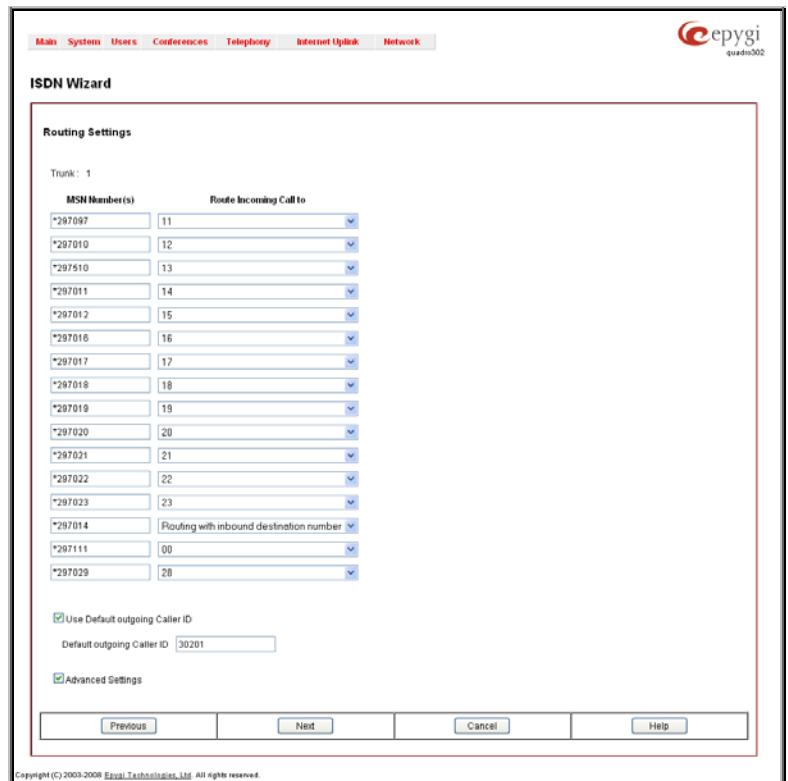 Main System Users Conferences Telephony Internet Uplink Network
epygi
quadro302
ISDN Wizard
Routing Settings
Trunk : 1
MSN Number(s) Route Incoming Call to
*297097 11
*297010 12
*297510 13
*297011 14
*297012 15
*297016 16
*297017 17
*297018 18
*297019 19
*297020 20
*297021 21
*297022 22
*297023 23
*297014 Routing with inbound destination number
*297111 00
*297029 28
Use Default outgoing Caller ID
Default outgoing Caller ID 30201
Advanced Settings
Previous Next Cancel Help
Copyright (C) 2003-2008 Epygi Technologies, Ltd. All rights reserved.